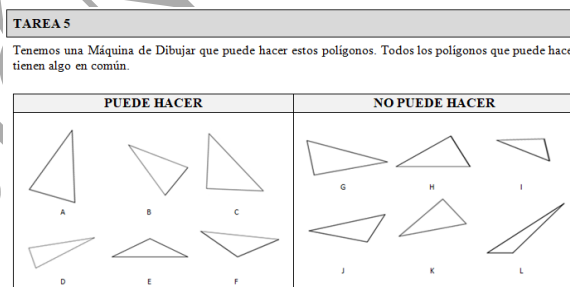 TAREA 5
Tenemos una Máquina de Dibujar que puede hacer estos polígonos. Todos los polígonos que puede hace
tienen algo en común.
PUEDE HACER NO PUEDE HACER
A B C G H I
D E F J K L